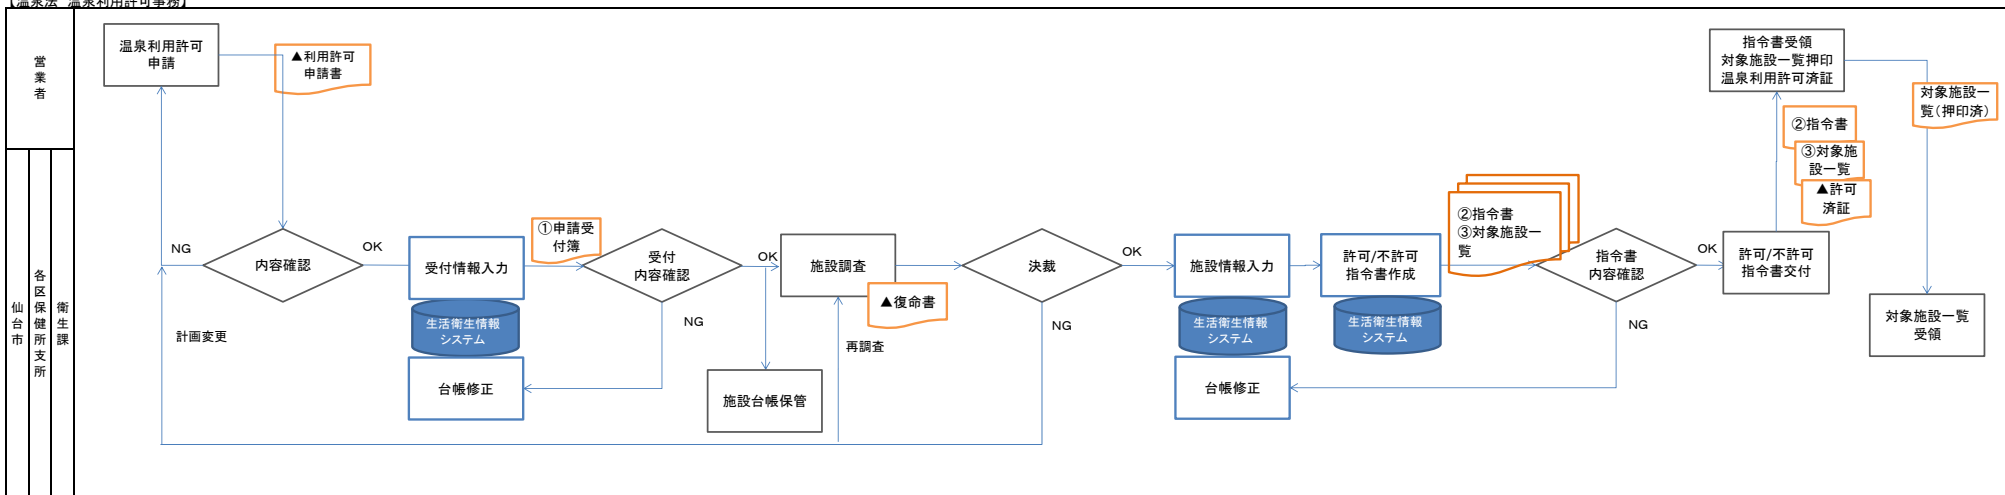 【温泉法 温泉利用許可事務】
営業者
仙台市
各区保健所支所
衛生課
温泉利用許可
申請
▲利用許可
申請書
NG
内容確認
OK
計画変更
受付情報入力
生活衛生情報
システム
台帳修正
①申請受
付簿
受付
内容確認
OK
NG
施設台帳保管
施設調査
▲復命書
再調査
決裁
OK
NG
施設情報入力
生活衛生情報
システム
台帳修正
許可/不許可
指令書作成
生活衛生情報
システム
②指令書
③対象施設一
覧
指令書
内容確認
OK
NG
許可/不許可
指令書交付
②指令書
③対象施
設一覧
▲許可
済証
指令書受領
対象施設一覧押印
温泉利用許可済証
対象施設一
覧(押印済)
対象施設一覧
受領